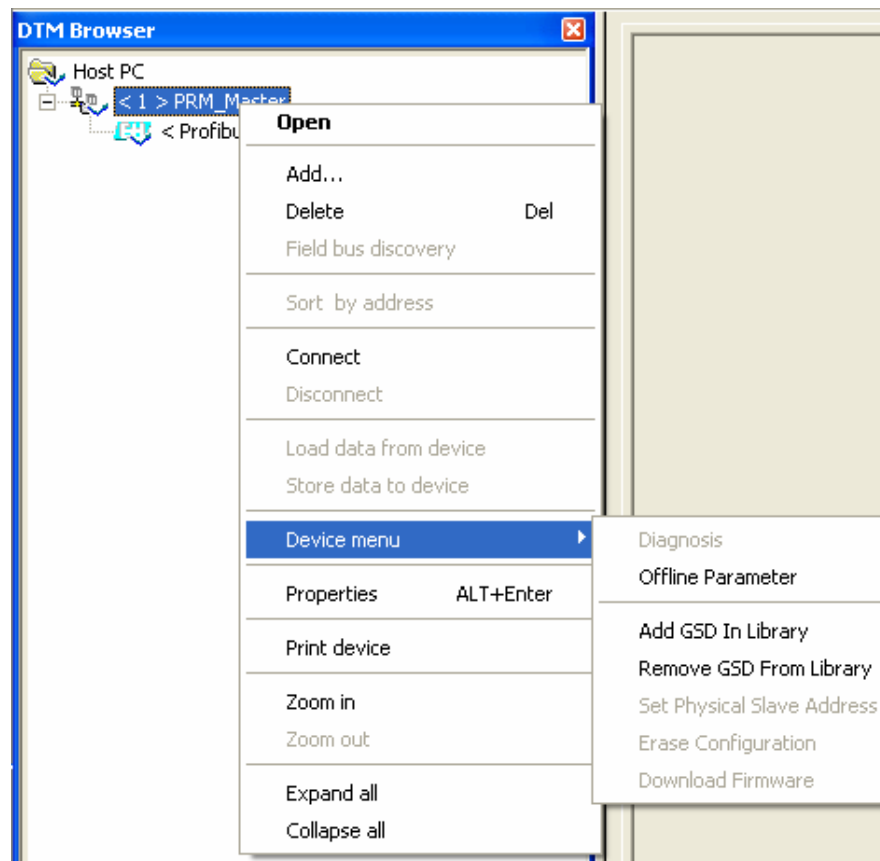 DTM Browser
Host PC
< 1 > PRM_Master
< Profibu
Open
Add...
Delete Del
Field bus discovery
Sort by address
Connect
Disconnect
Load data from device
Store data to device
Device menu
Diagnosis
Offline Parameter
Properties ALT+Enter
Add GSD In Library
Print device
Remove GSD From Library
Zoom in
Set Physical Slave Address
Zoom out
Erase Configuration
Download Firmware
Expand all
Collapse all